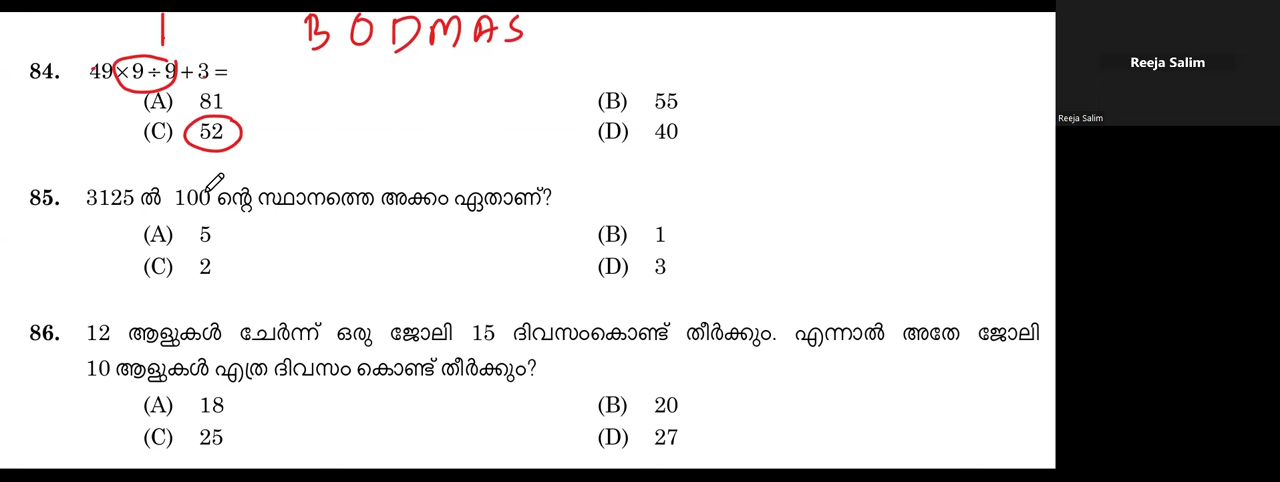 BODMAS
84. 49 × 9 ÷ 9 + 3 =
(A) 81 (B) 55
(C) 52 (D) 40
85. 3125 ൽ 100 ന്റെ സ്ഥാനത്തെ അക്കം ഏതാണ്?
(A) 5 (B) 1
(C) 2 (D) 3
86. 12 ആളുകൾ ചേർന്ന് ഒരു ജോലി 15 ദിവസംകൊണ്ട് തീർക്കും. എന്നാൽ അതേ ജോലി
10 ആളുകൾ എത്ര ദിവസം കൊണ്ട് തീർക്കും?
(A) 18 (B) 20
(C) 25 (D) 27
Reeja Salim
Reeja Salim